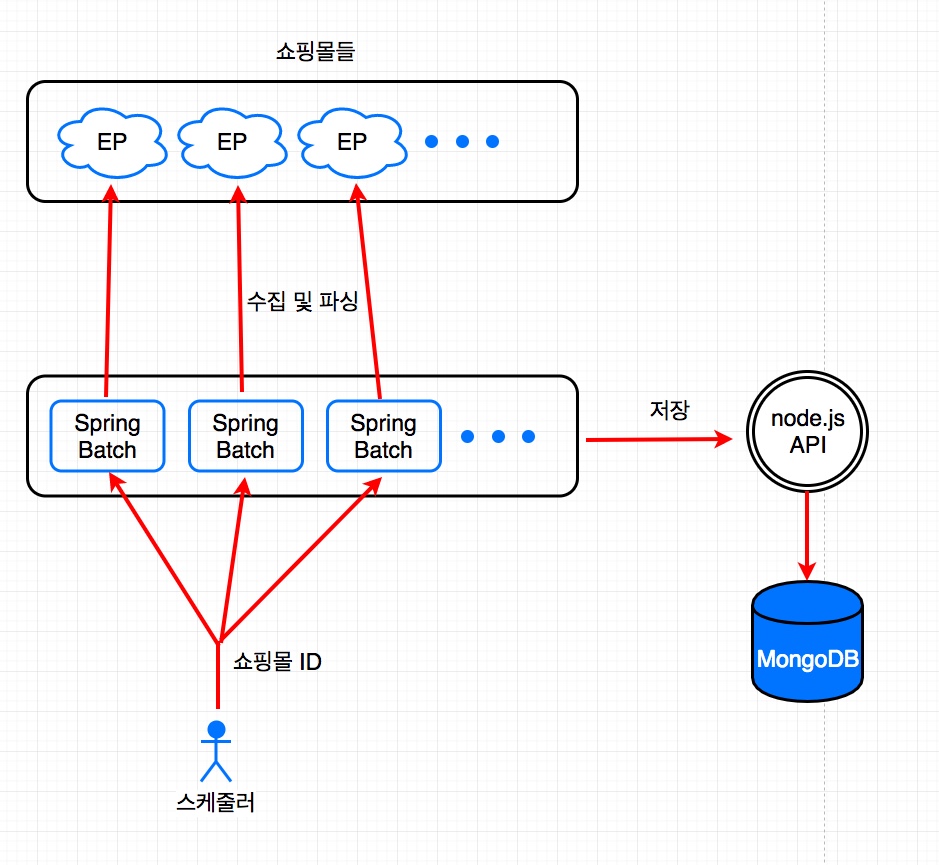 쇼핑몰들
EP
EP
EP
수집 및 파싱
Spring
Batch
Spring
Batch
Spring
Batch
저장
node.js
API
MongoDB
쇼핑몰 ID
스케줄러